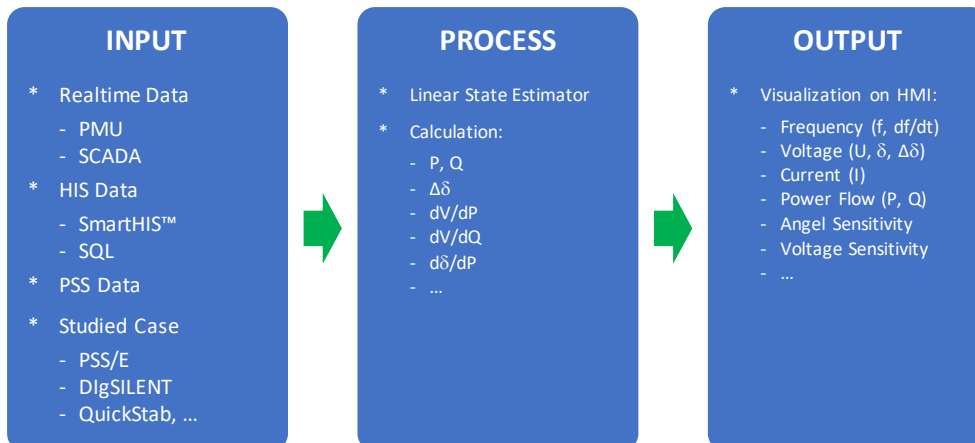 INPUT
* Realtime Data
- PMU
- SCADA
* HIS Data
- SmartHIS™
- SQL
* PSS Data
* Studied Case
- PSS/E
- DIgSILENT
- QuickStab, …
PROCESS
* Linear State Estimator
* Calculation:
- P, Q
- Δδ
- dV/dP
- dV/dQ
- dδ/dP
- …
OUTPUT
* Visualization on HMI:
- Frequency (f, df/dt)
- Voltage (U, δ, Δδ)
- Current (I)
- Power Flow (P, Q)
- Angel Sensitivity
- Voltage Sensitivity
- …